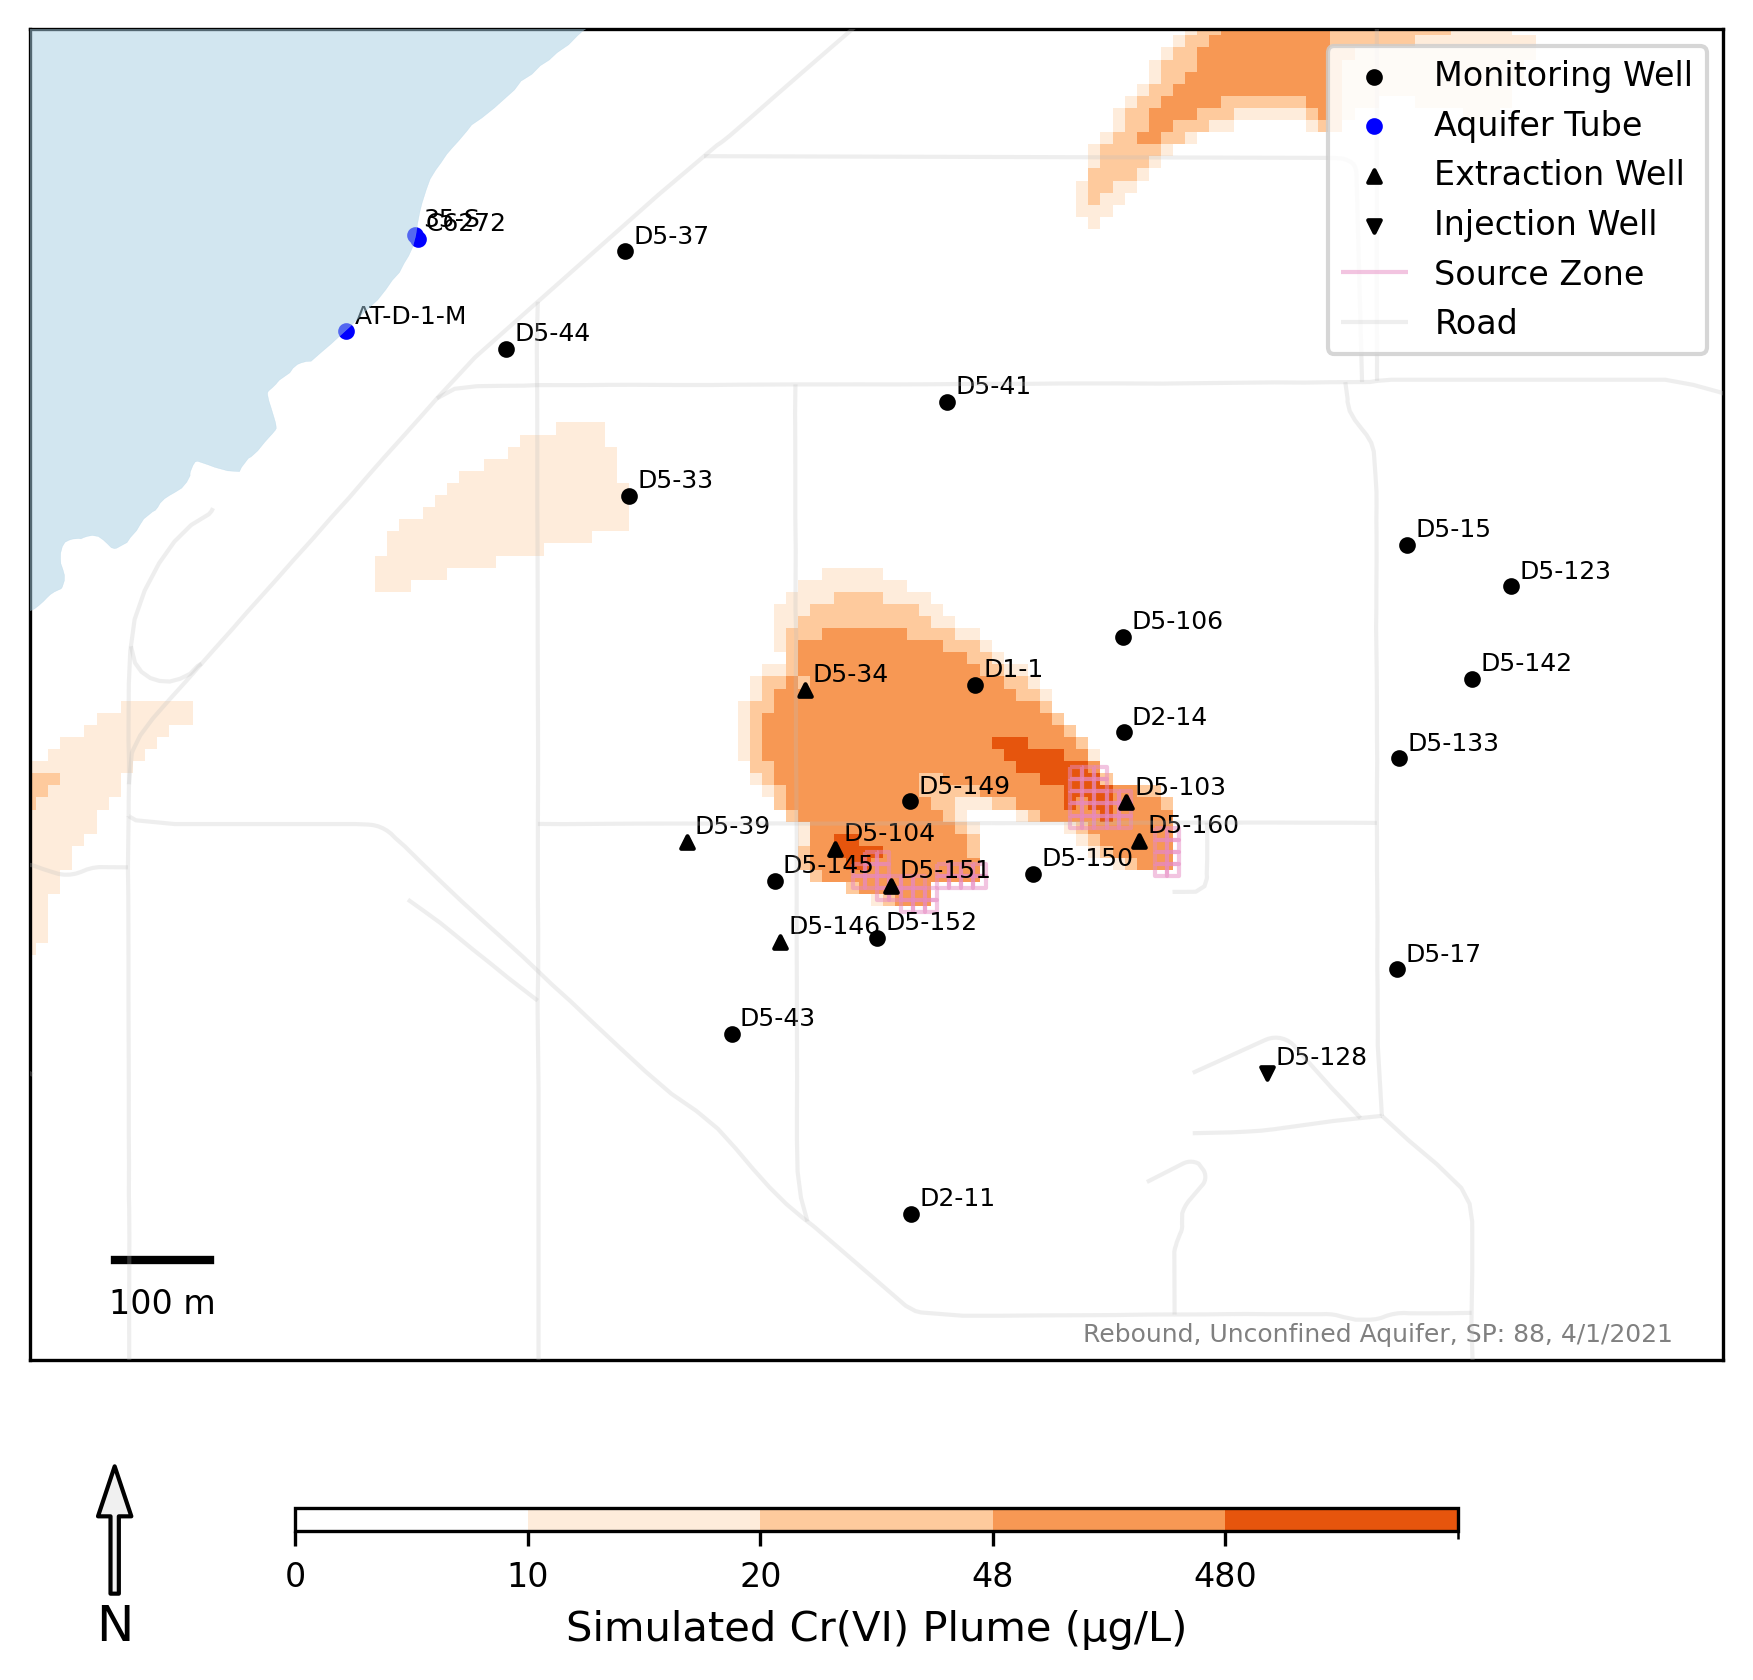 Monitoring Well
Aquifer Tube
Extraction Well
Injection Well
Source Zone
Road
35-S
C6272
D5-37
AT-D-1-M
D5-44
D5-41
D5-33
D5-15
D5-123
D5-106
D5-142
D5-34
D1-1
D2-14
D5-133
D5-149
D5-103
D5-39
D5-104
D5-160
D5-145
D5-151
D5-150
D5-146
D5-152
D5-17
D5-43
D5-128
D2-11
100 m
Rebound, Unconfined Aquifer, SP: 88, 4/1/2021
0 10 20 48 480
Simulated Cr(VI) Plume (µg/L)
N